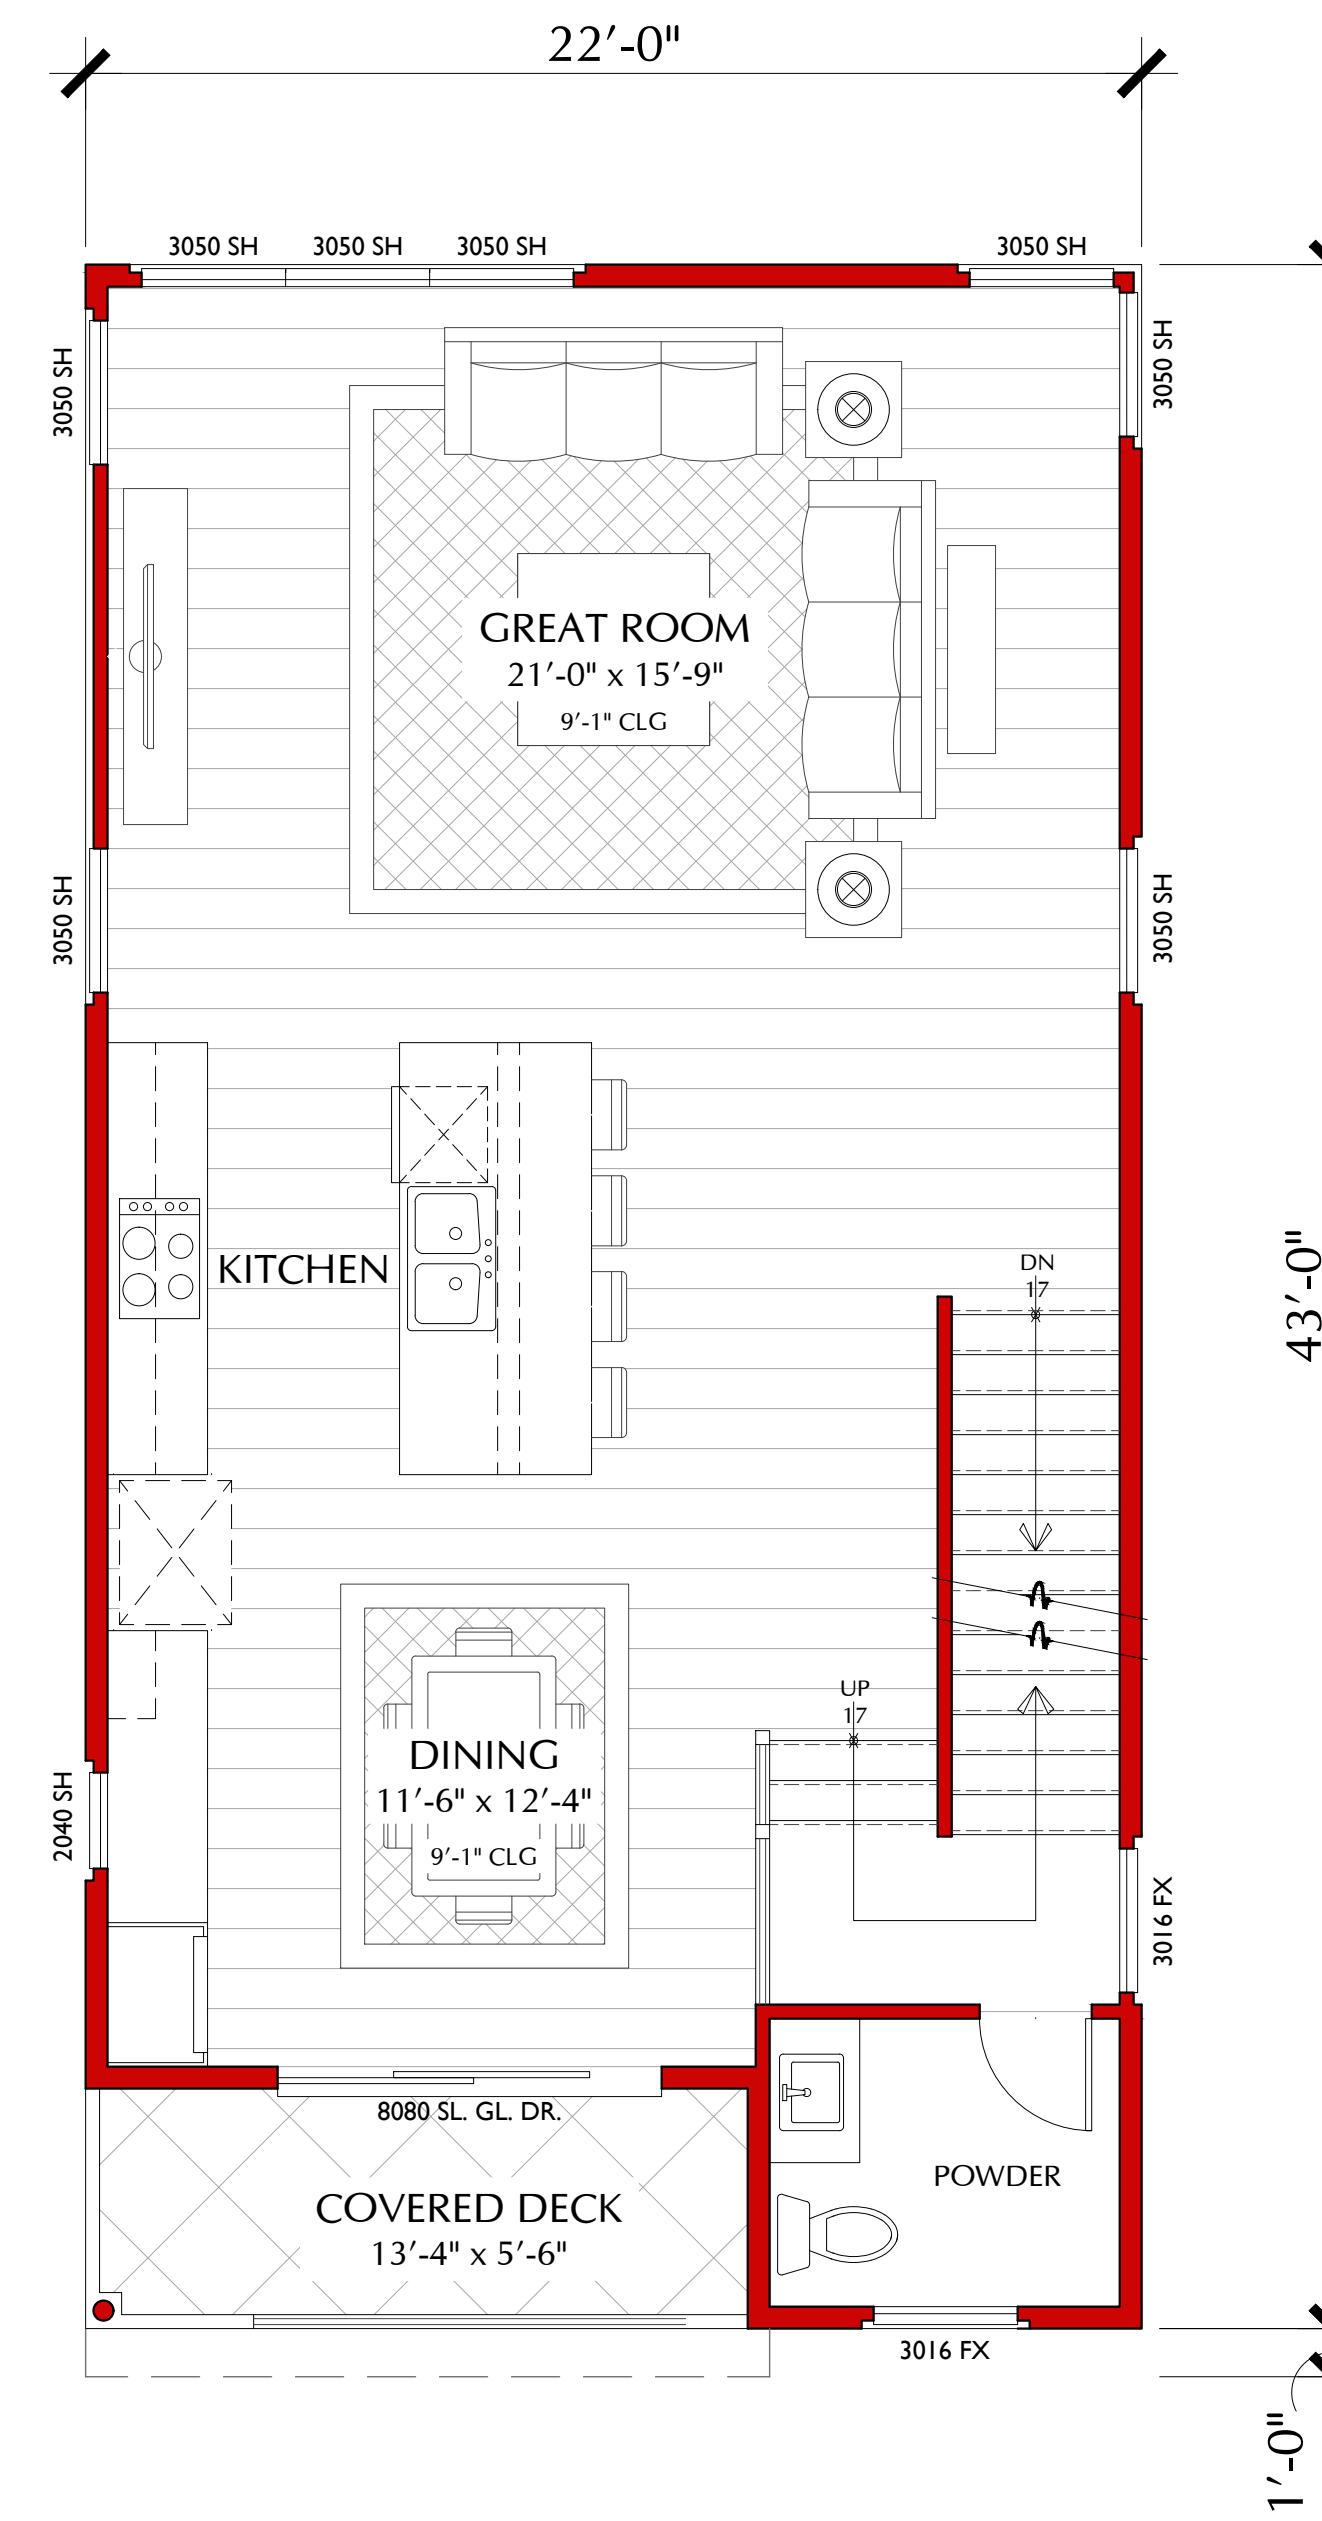 22'-0"
3050 SH 3050 SH 3050 SH 3050 SH
3050 SH
3050 SH
GREAT ROOM
21'-0" x 15'-9"
9'-1" CLG
3050 SH
3050 SH
KITCHEN
43'-0"
DN
17
UP
17
DINING
11'-6" x 12'-4"
9'-1" CLG
2040 SH
3016 FX
8080 SL. GL. DR.
POWDER
COVERED DECK
13'-4" x 5'-6"
3016 FX
1'-0"